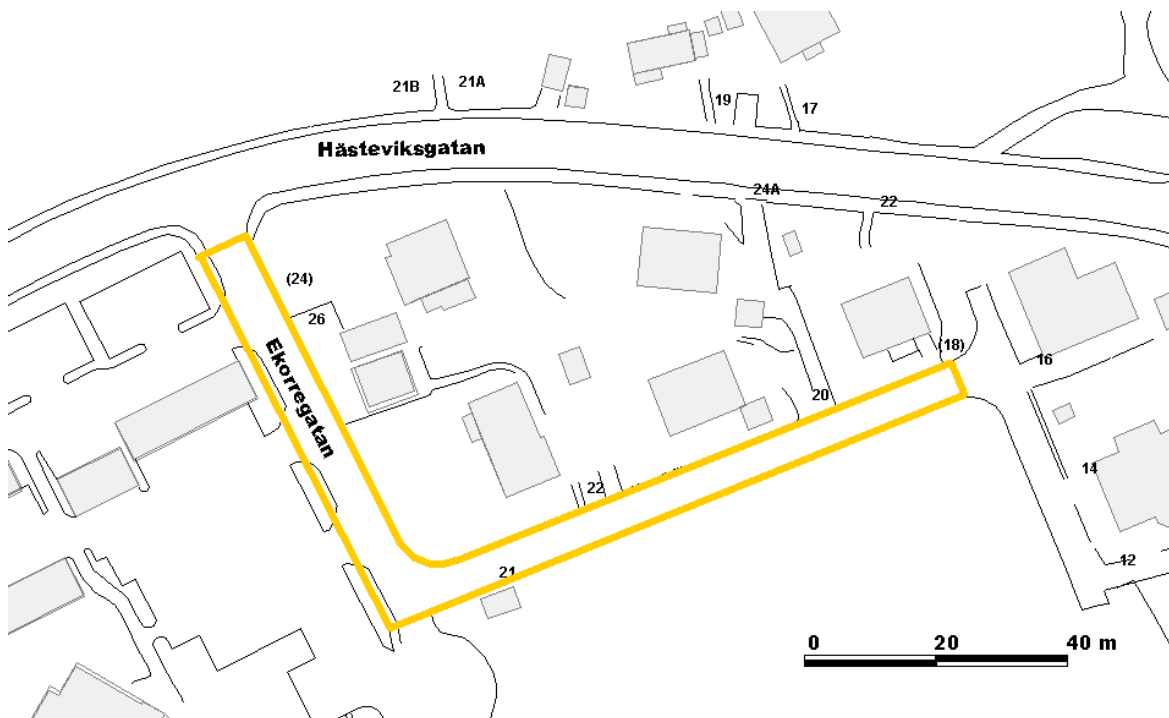 21B 21A
19 17
Hästeviksgatan
24A 22
(24)
26
Ekorregatan
(18)
16
20
14
22
21
12
0 20 40 m